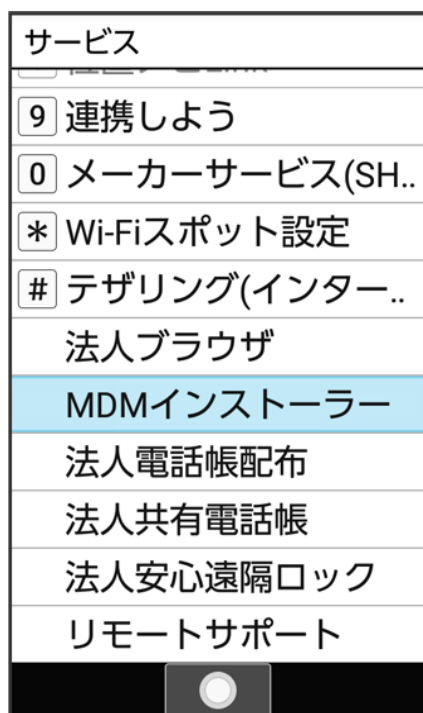 サービス
9 連携しよう
0 メーカーサービス(SH..
* Wi-Fiスポット設定
# テザリング(インター..
法人ブラウザ
MDMインストーラー
法人電話帳配布
法人共有電話帳
法人安心遠隔ロック
リモートサポート